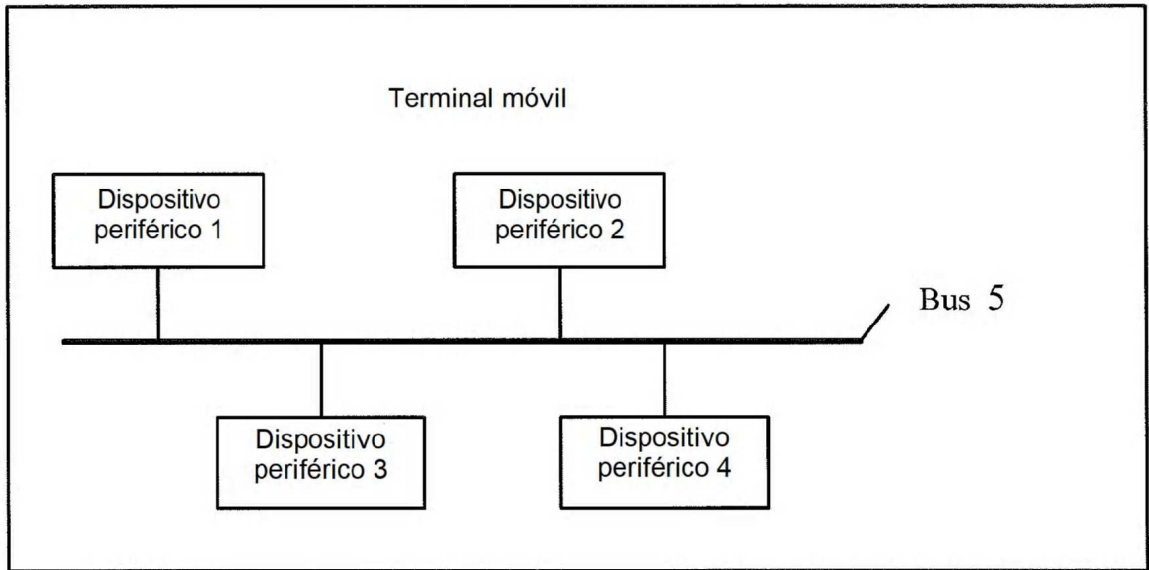 Terminal móvil
Dispositivo
periférico 1
Dispositivo
periférico 2
Bus 5
Dispositivo
periférico 3
Dispositivo
periférico 4